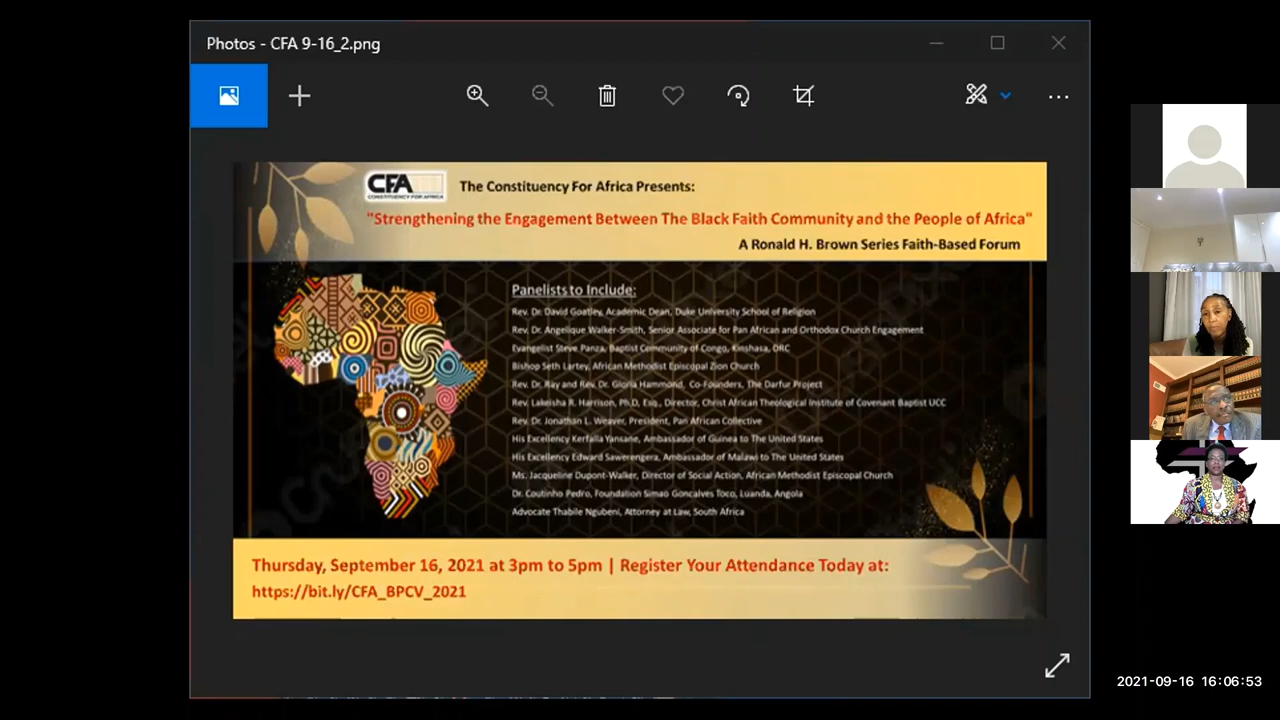 Photos - CFA 9-16_2.png
CFA
CONSTITUENCY FOR AFRICA
The Constituency For Africa Presents:
"Strengthening the Engagement Between The Black Faith Community and the People of Africa"
A Ronald H. Brown Series Faith-Based Forum
Panelists to Include:
Rev. Dr. David Goatley, Academic Dean, Duke University School of Religion
Rev. Dr. Angelique Walker-Smith, Senior Associate for Pan African and Orthodox Church Engagement
Evangelist Steve Panza, Baptist Community of Congo, Kinshasa, DRC
Bishop Seth Lartey, African Methodist Episcopal Zion Church
Rev. Dr. Ray and Rev. Dr. Gloria Hammond, Co-Founders, The Darfur Project
Rev. Lakeisha R. Harrison, Ph.D, Esq., Director, Christ African Theological Institute of Covenant Baptist UCC
Rev. Dr. Jonathan L. Weaver, President, Pan African Collective
His Excellency Kerfalla Yansane, Ambassador of Guinea to The United States
His Excellency Edward Sawerengera, Ambassador of Malawi to The United States
Ms. Jacqueline Dupont-Walker, Director of Social Action, African Methodist Episcopal Church
Dr. Coutinho Pedro, Foundation Simao Goncalves Toco, Luanda, Angola
Advocate Thabile Ngubeni, Attorney at Law, South Africa
Thursday, September 16, 2021 at 3pm to 5pm | Register Your Attendance Today at:
https://bit.ly/CFA_BPCV_2021
2021-09-16 16:06:53